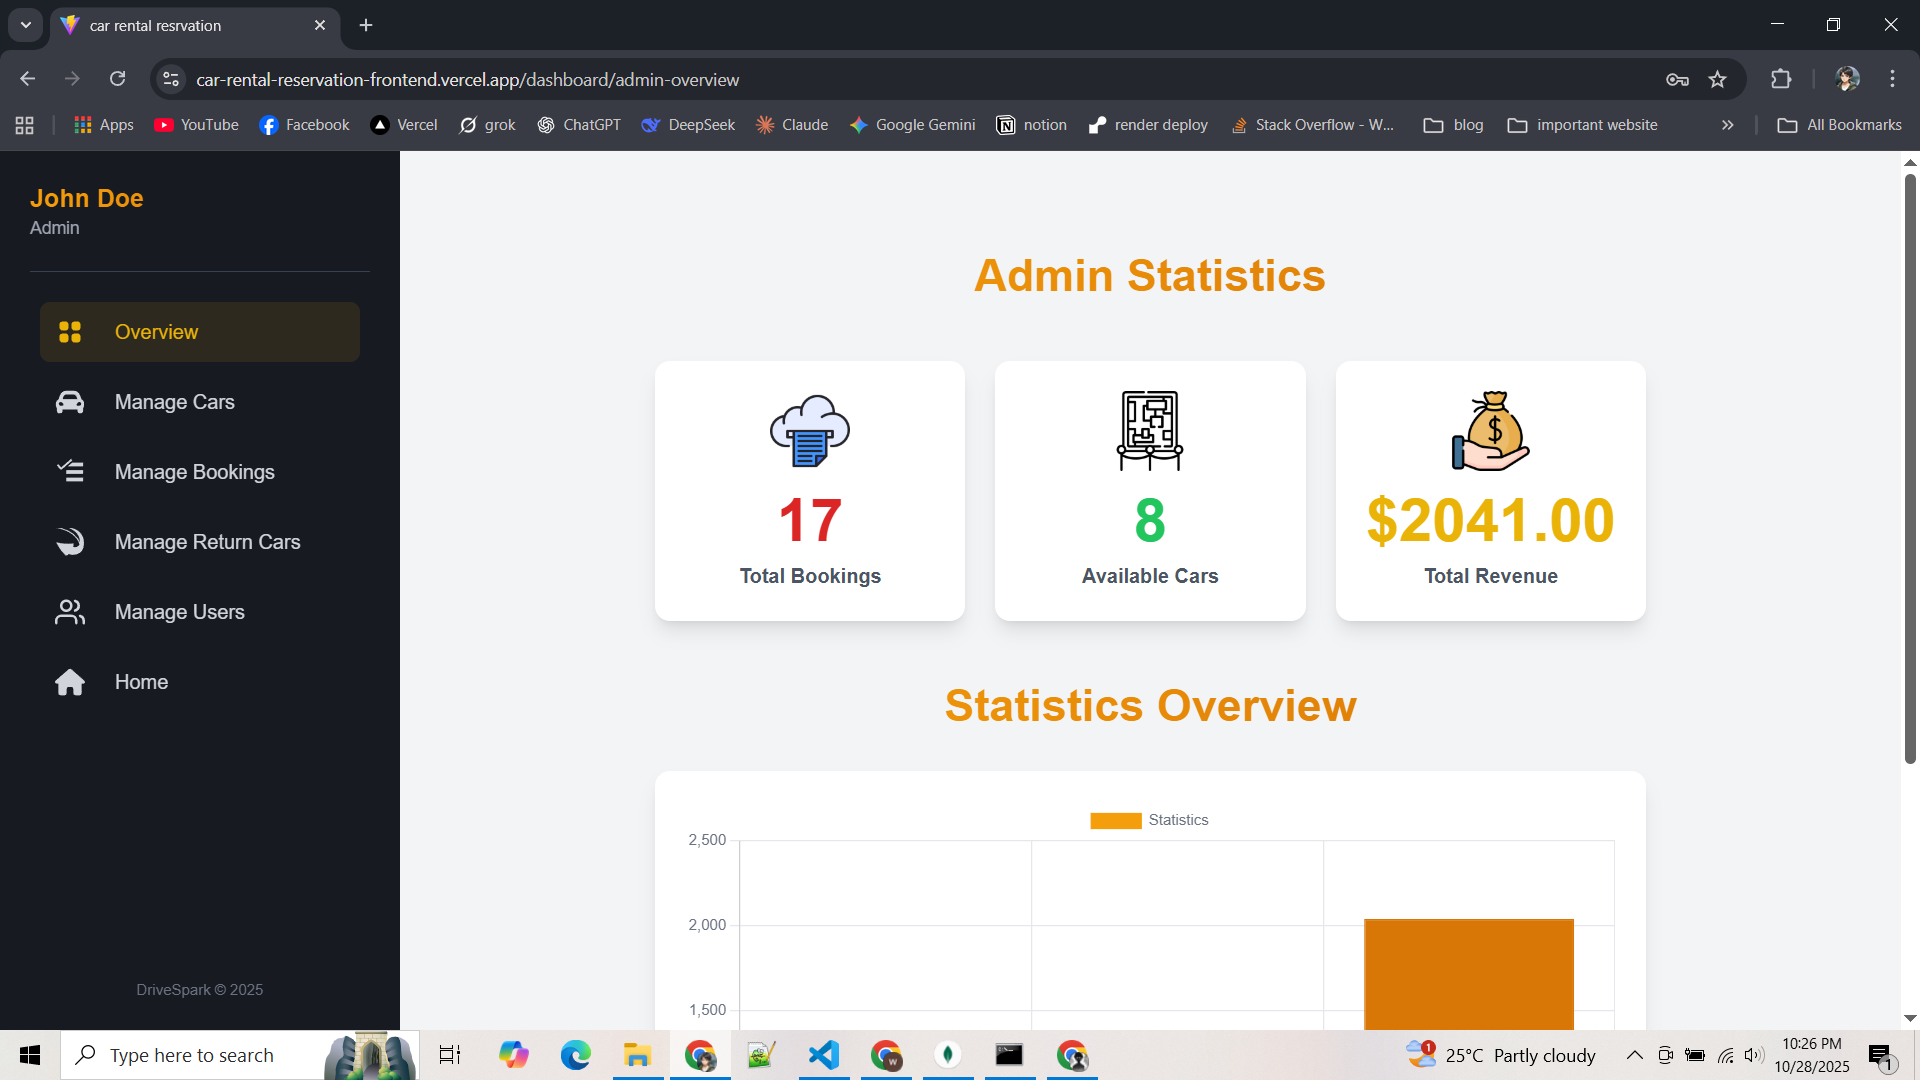 car rental resrvation
car-rental-reservation-frontend.vercel.app/dashboard/admin-overview
Apps YouTube Facebook Vercel grok ChatGPT DeepSeek Claude Google Gemini notion render deploy Stack Overflow - W... blog important website » All Bookmarks
John Doe
Admin
Overview
Manage Cars
Manage Bookings
Manage Return Cars
Manage Users
Home
DriveSpark © 2025
Admin Statistics
17
Total Bookings
8
Available Cars
$2041.00
Total Revenue
Statistics Overview
Statistics
2,500
2,000
1,500
Type here to search
1
25°C Partly cloudy
10:26 PM
10/28/2025
1